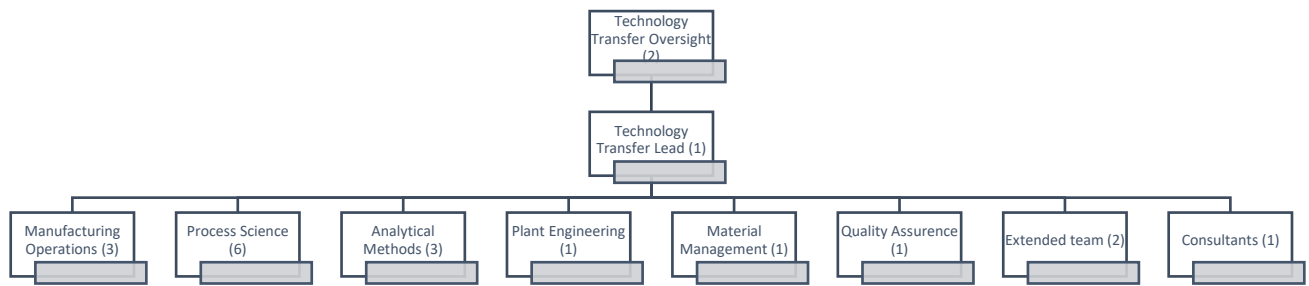 Technology
Transfer Oversight
(2)
Technology
Transfer Lead (1)
Manufacturing
Operations (3)
Process Science
(6)
Analytical
Methods (3)
Plant Engineering
(1)
Material
Management (1)
Quality Assurence
(1)
Extended team (2)
Consultants (1)